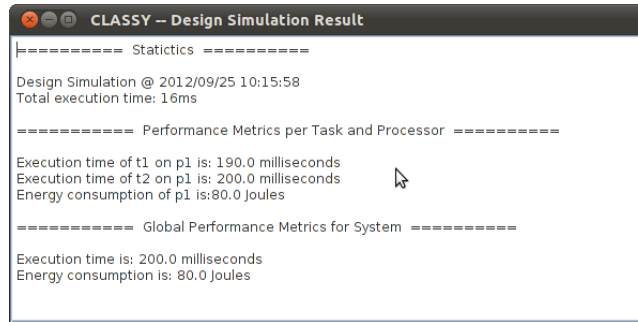 CLASSY -- Design Simulation Result
========== Statictics ==========
Design Simulation @ 2012/09/25 10:15:58
Total execution time: 16ms
=========== Performance Metrics per Task and Processor ==========
Execution time of t1 on p1 is: 190.0 milliseconds
Execution time of t2 on p1 is: 200.0 milliseconds
Energy consumption of p1 is:80.0 Joules
=========== Global Performance Metrics for System ==========
Execution time is: 200.0 milliseconds
Energy consumption is: 80.0 Joules